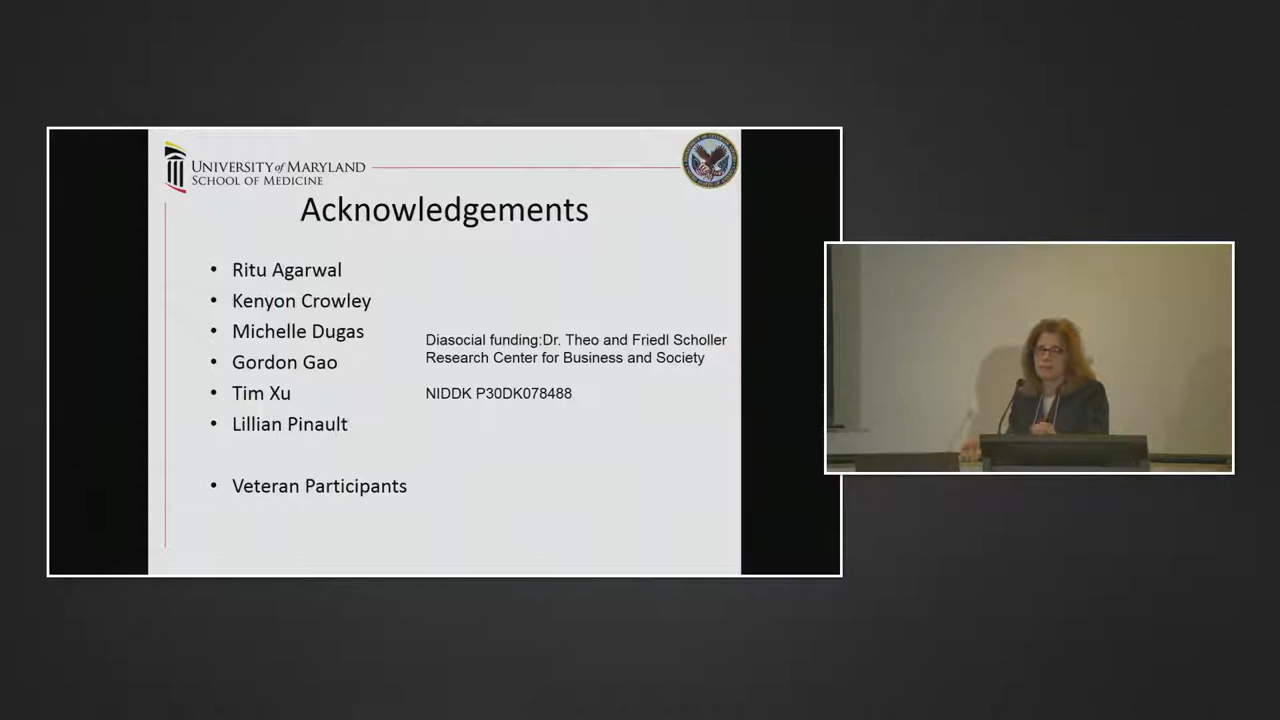 UNIVERSITY of MARYLAND
SCHOOL OF MEDICINE
Acknowledgements
• Ritu Agarwal
• Kenyon Crowley
• Michelle Dugas
• Gordon Gao
• Tim Xu
• Lillian Pinault
• Veteran Participants
Diasocial funding:Dr. Theo and Friedl Scholler
Research Center for Business and Society
NIDDK P30DK078488